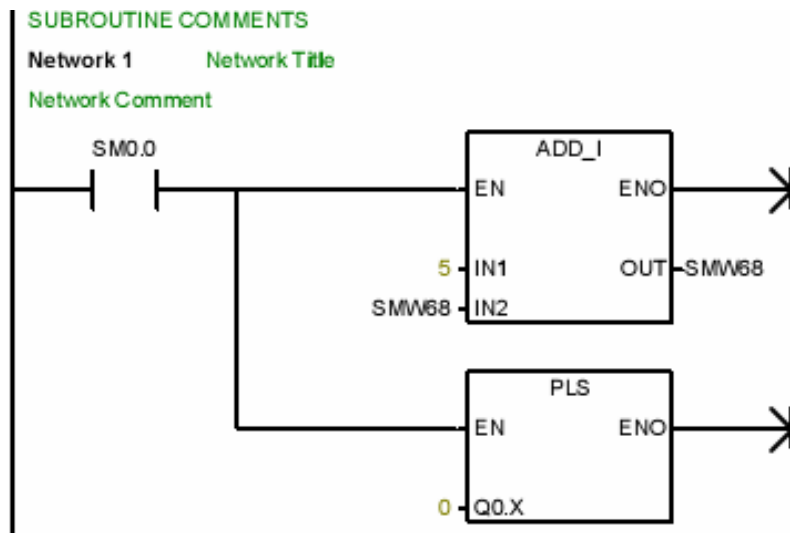 SUBROUTINE COMMENTS
Network 1 Network Title
Network Comment
SM0.0
ADD_I
EN ENO
5 IN1 OUT SMW68
SMW68 IN2
PLS
EN ENO
0 Q0.X